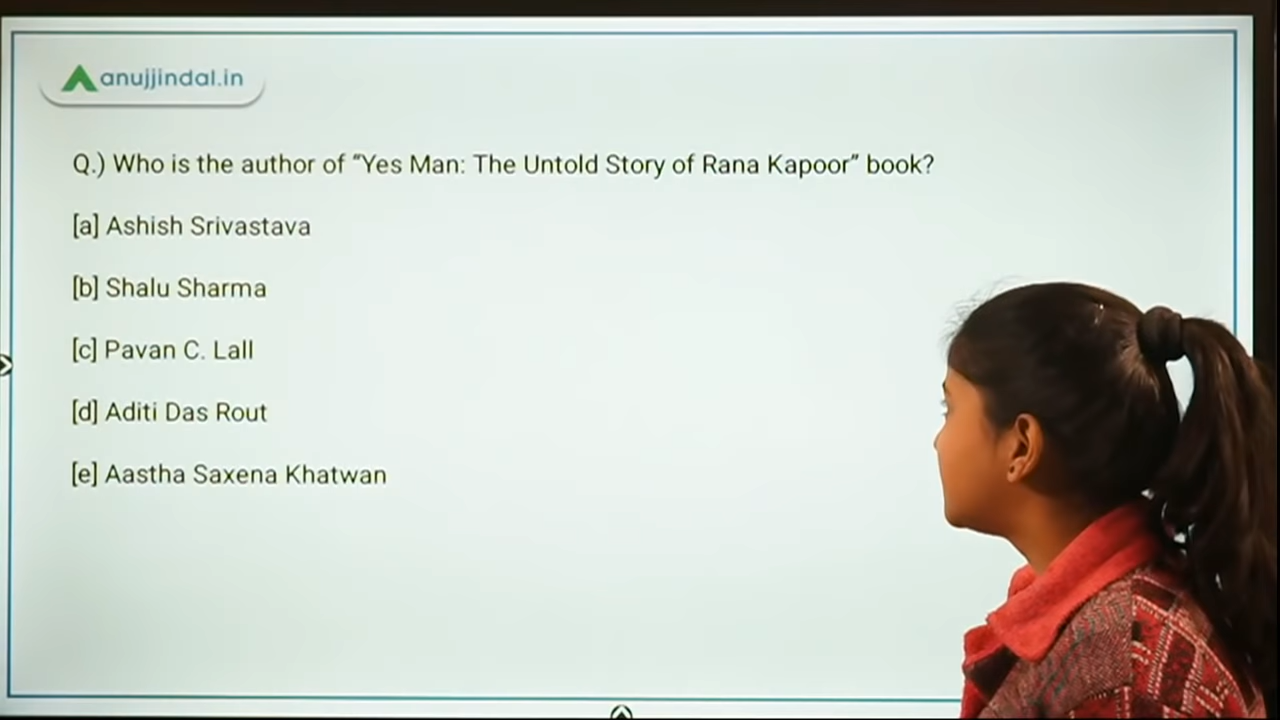 anujjindal.in
Q.) Who is the author of “Yes Man: The Untold Story of Rana Kapoor” book?
[a] Ashish Srivastava
[b] Shalu Sharma
[c] Pavan C. Lall
[d] Aditi Das Rout
[e] Aastha Saxena Khatwan